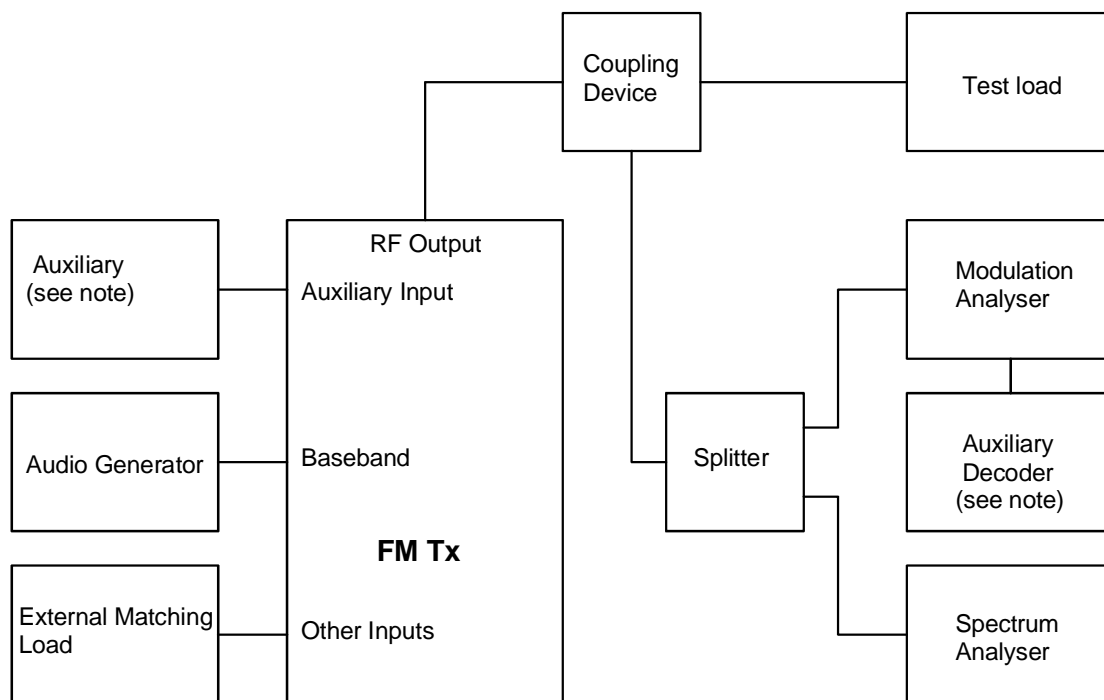 Coupling
Device
Test load
RF Output
Auxiliary
(see note)
Auxiliary Input
Modulation
Analyser
Audio Generator
Baseband
Splitter
Auxiliary
Decoder
(see note)
FM Tx
External Matching
Load
Other Inputs
Spectrum
Analyser